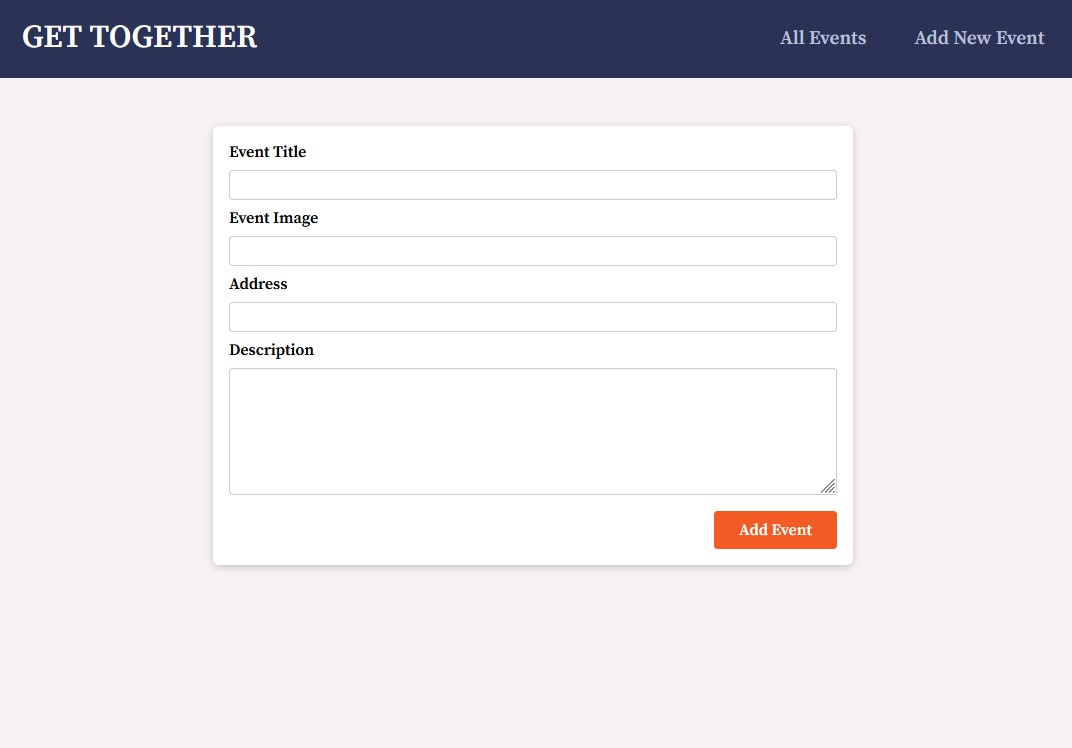 GET TOGETHER
All Events
Add New Event
Event Title
Event Image
Address
Description
Add Event